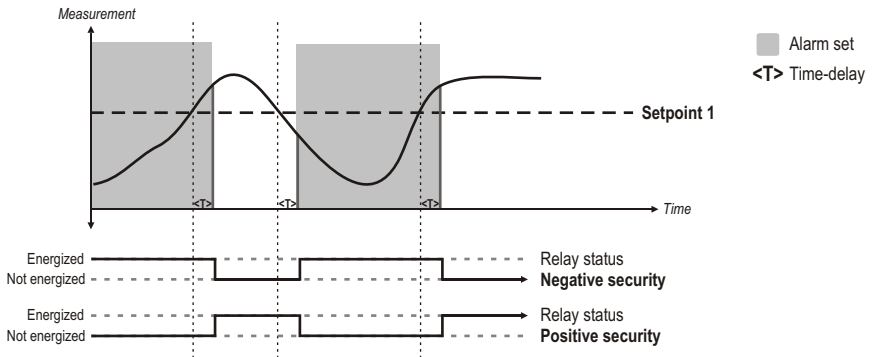 Measurement
Alarm set
<T> Time-delay
Setpoint 1
<T> <T> <T>
Time
Energized Relay status
Not energized Negative security
Energized Relay status
Not energized Positive security